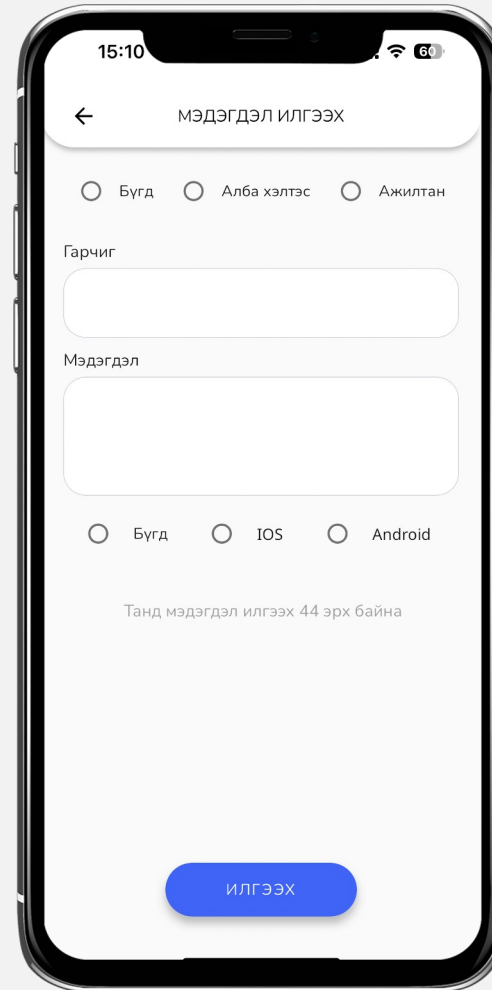 15:10 60
МЭДЭГДЭЛ ИЛГЭЭХ
Бүгд Алба хэлтэс Ажилтан
Гарчиг
Мэдэгдэл
Бүгд IOS Android
Танд мэдэгдэл илгээх 44 эрх байна
ИЛГЭЭХ